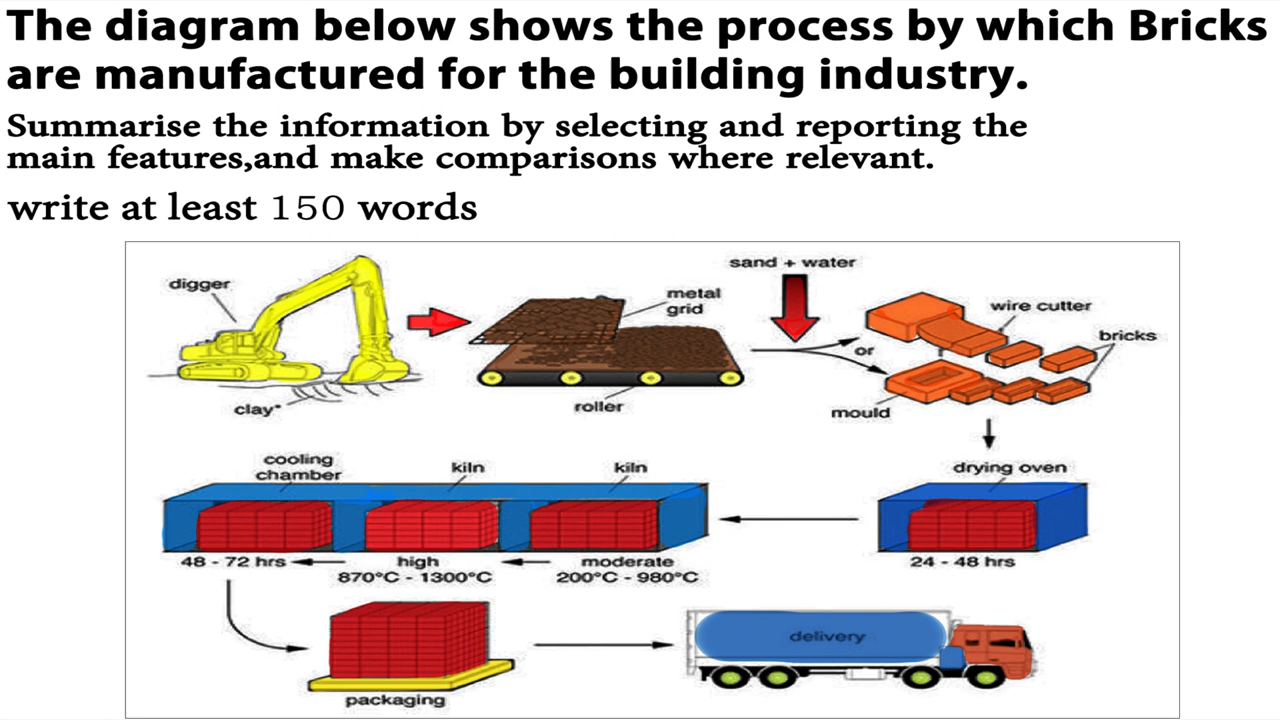 The diagram below shows the process by which Bricks
are manufactured for the building industry.
Summarise the information by selecting and reporting the
main features,and make comparisons where relevant.
write at least 150 words
digger
clay*
metal
grid
roller
sand + water
or
wire cutter
bricks
mould
drying oven
24 - 48 hrs
kiln
moderate
200°C - 980°C
kiln
high
870°C - 1300°C
cooling
chamber
48 - 72 hrs
packaging
delivery